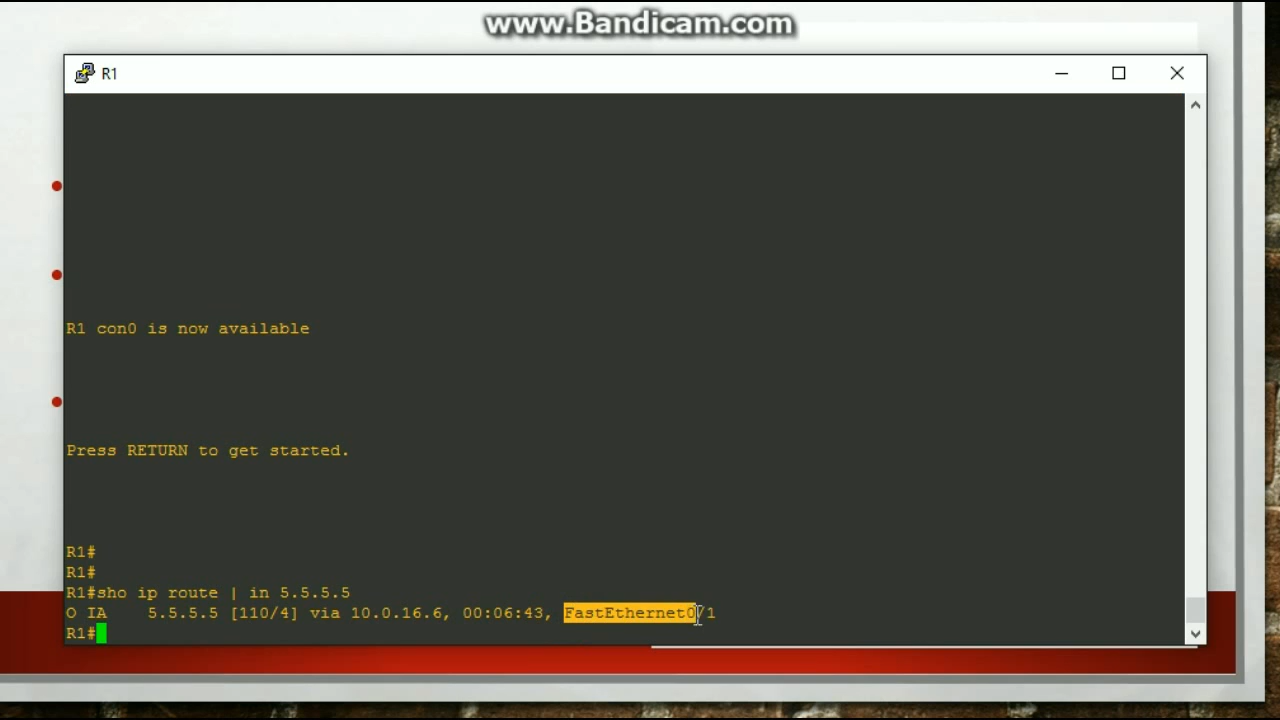 www.Bandicam.com
R1
R1 con0 is now available
Press RETURN to get started.
R1#
R1#
R1#sho ip route | in 5.5.5.5
O IA    5.5.5.5 [110/4] via 10.0.16.6, 00:06:43, FastEthernet0/1
R1#